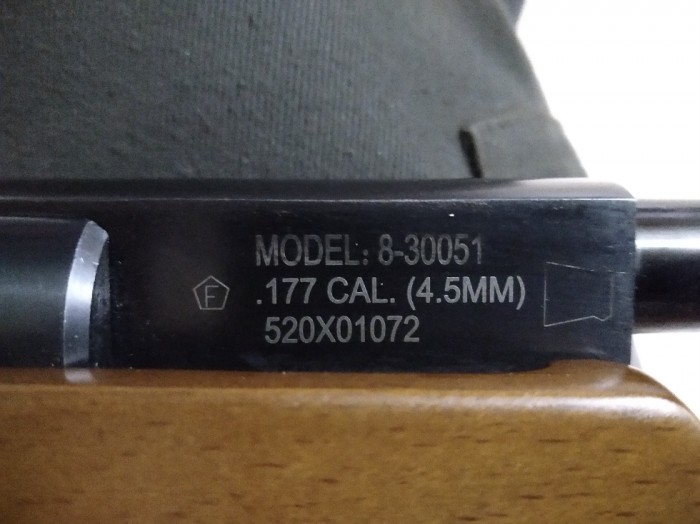 MODEL: 8-30051
F
.177 CAL. (4.5MM)
520X01072